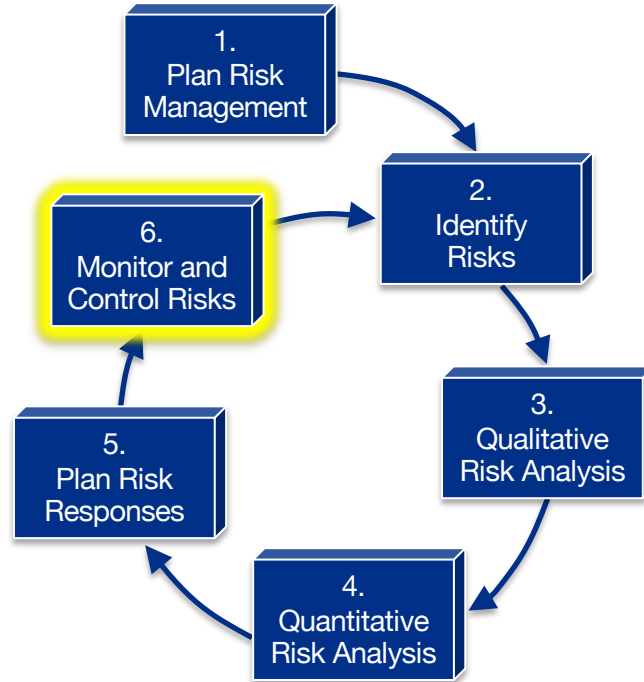 1.
Plan Risk
Management
2.
Identify
Risks
3.
Qualitative
Risk Analysis
4.
Quantitative
Risk Analysis
5.
Plan Risk
Responses
6.
Monitor and
Control Risks